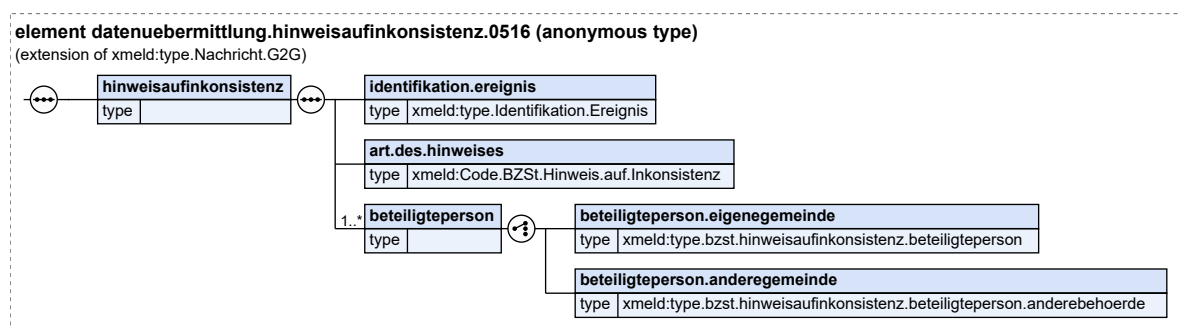 element datenuebermittlung.hinweisaufinkonsistenz.0516 (anonymous type)
(extension of xmeld:type.Nachricht.G2G)
hinweisaufinkonsistenz
type
identifikation.ereignis
type xmeld:type.Identifikation.Ereignis
art.des.hinweises
type xmeld:Code.BZSt.Hinweis.auf.Inkonsistenz
1..* beteiligteperson
type
beteiligteperson.eigenegemeinde
type xmeld:type.bzst.hinweisaufinkonsistenz.beteiligteperson
beteiligteperson.anderegemeinde
type xmeld:type.bzst.hinweisaufinkonsistenz.beteiligteperson.anderebehoerde